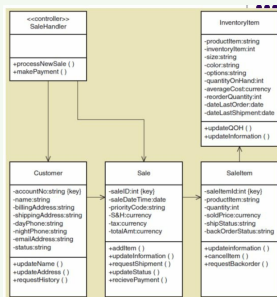 <<controller>>
SaleHandler
+processNewSale ( )
+makePayment ( )
InventoryItem
-productItem:string
-inventoryItem:int
-size:string
-color:string
-options:string
-quantityOnHand:int
-averageCost:currency
-reorderQuantity:int
-dateLastOrder:date
-dateLastShipment:date
+updateQOH ( )
+updateInformation ( )
Customer
-accountNo:string {key}
-name:string
-billingAddress:string
-shippingAddress:string
-dayPhone:string
-nightPhone:string
-emailAddress:string
-status:string
+updateName ( )
+updateAddress ( )
+requestHistory ( )
Sale
-saleID:int {key}
-saleDateTime:date
-priorityCode:string
-S&H:currency
-tax:currency
-totalAmt:currency
+addItem ( )
+updateInformation ( )
+requestShipment ( )
+updateStatus ( )
+recievePayment ( )
SaleItem
-saleItemId:int {key}
-productItem:string
-quantity:int
-soldPrice:currency
-shipStatus:string
-backOrderStatus:string
+updateinformation ( )
+cancelItem ( )
+requestBackorder ( )